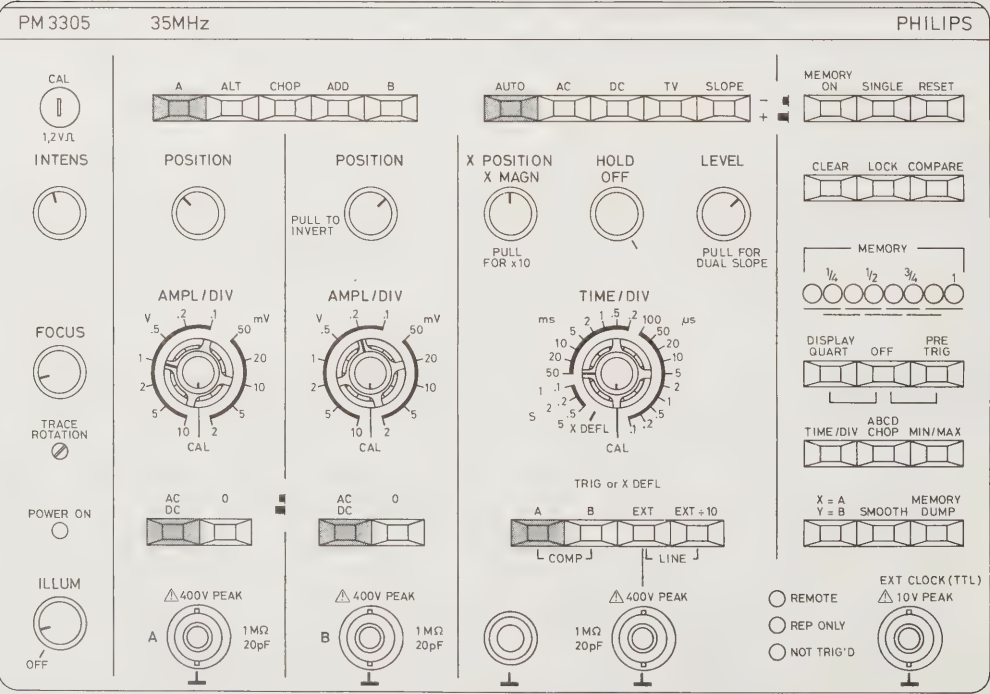 PM 3305 35MHz PHILIPS
CAL
1,2V⎍
INTENS
FOCUS
TRACE
ROTATION
POWER ON
ILLUM
OFF
A ALT CHOP ADD B
POSITION
POSITION
PULL TO
INVERT
AMPL/DIV
V .5 .2 .1 50 mV
1 20
2 10
5 5
10 2
CAL
AMPL/DIV
V .5 .2 .1 50 mV
1 20
2 10
5 5
10 2
CAL
AC
DC 0
AC
DC 0
⚠ 400V PEAK
A 1MΩ
20pF
⚠ 400V PEAK
B 1MΩ
20pF
AUTO AC DC TV SLOPE
−
+
X POSITION
X MAGN
PULL
FOR x10
HOLD
OFF
LEVEL
PULL FOR
DUAL SLOPE
TIME/DIV
ms 5 2 1 .5 .2 100 µs
10 50
20 20
50 10
.1 5
.2 2
.5 1
S 1 2 5 X DEFL .1 .2 .5
CAL
TRIG or X DEFL
A B EXT EXT ÷ 10
COMP LINE
⚠ 400V PEAK
1MΩ
20pF
MEMORY
ON SINGLE RESET
CLEAR LOCK COMPARE
MEMORY
1/4 1/2 3/4 1
DISPLAY
QUART OFF PRE
TRIG
TIME/DIV ABCD
CHOP MIN/MAX
X = A
Y = B SMOOTH MEMORY
DUMP
REMOTE
REP ONLY
NOT TRIG'D
EXT CLOCK (TTL)
⚠ 10V PEAK